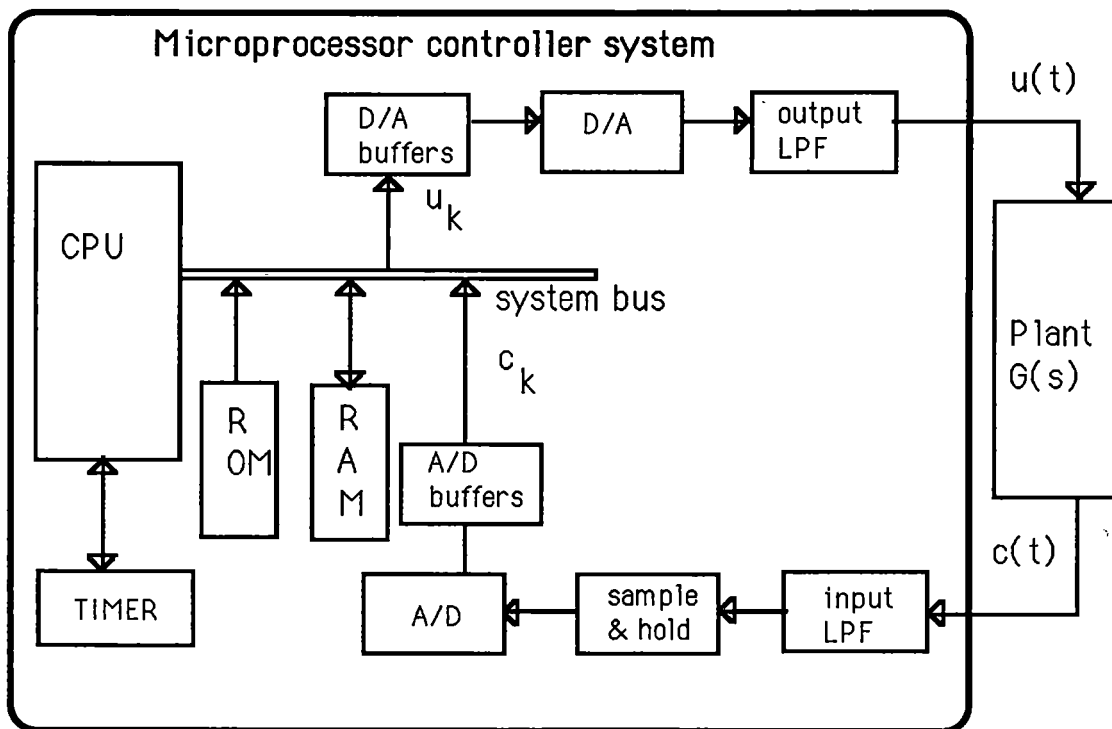 Microprocessor controller system
u(t)
D/A
buffers
D/A
output
LPF
u k
CPU
system bus
c k
Plant
G(s)
R
OM
R
A
M
A/D
buffers
c(t)
TIMER
A/D
sample
& hold
input
LPF